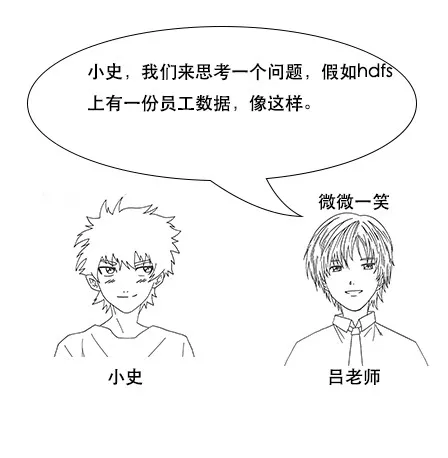 小史，我们来思考一个问题，假如hdfs
上有一份员工数据，像这样。
微微一笑
小史
吕老师